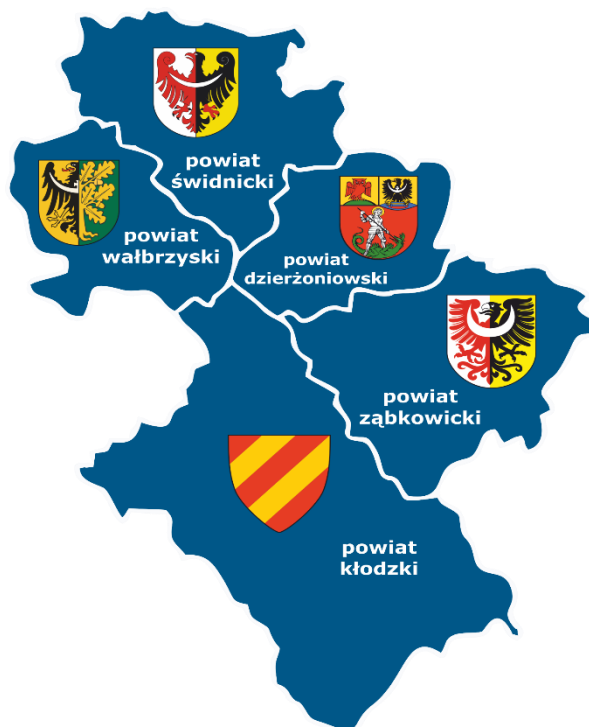 powiat
świdnicki
powiat
wałbrzyski
powiat
dzierżoniowski
powiat
ząbkowicki
powiat
kłodzki